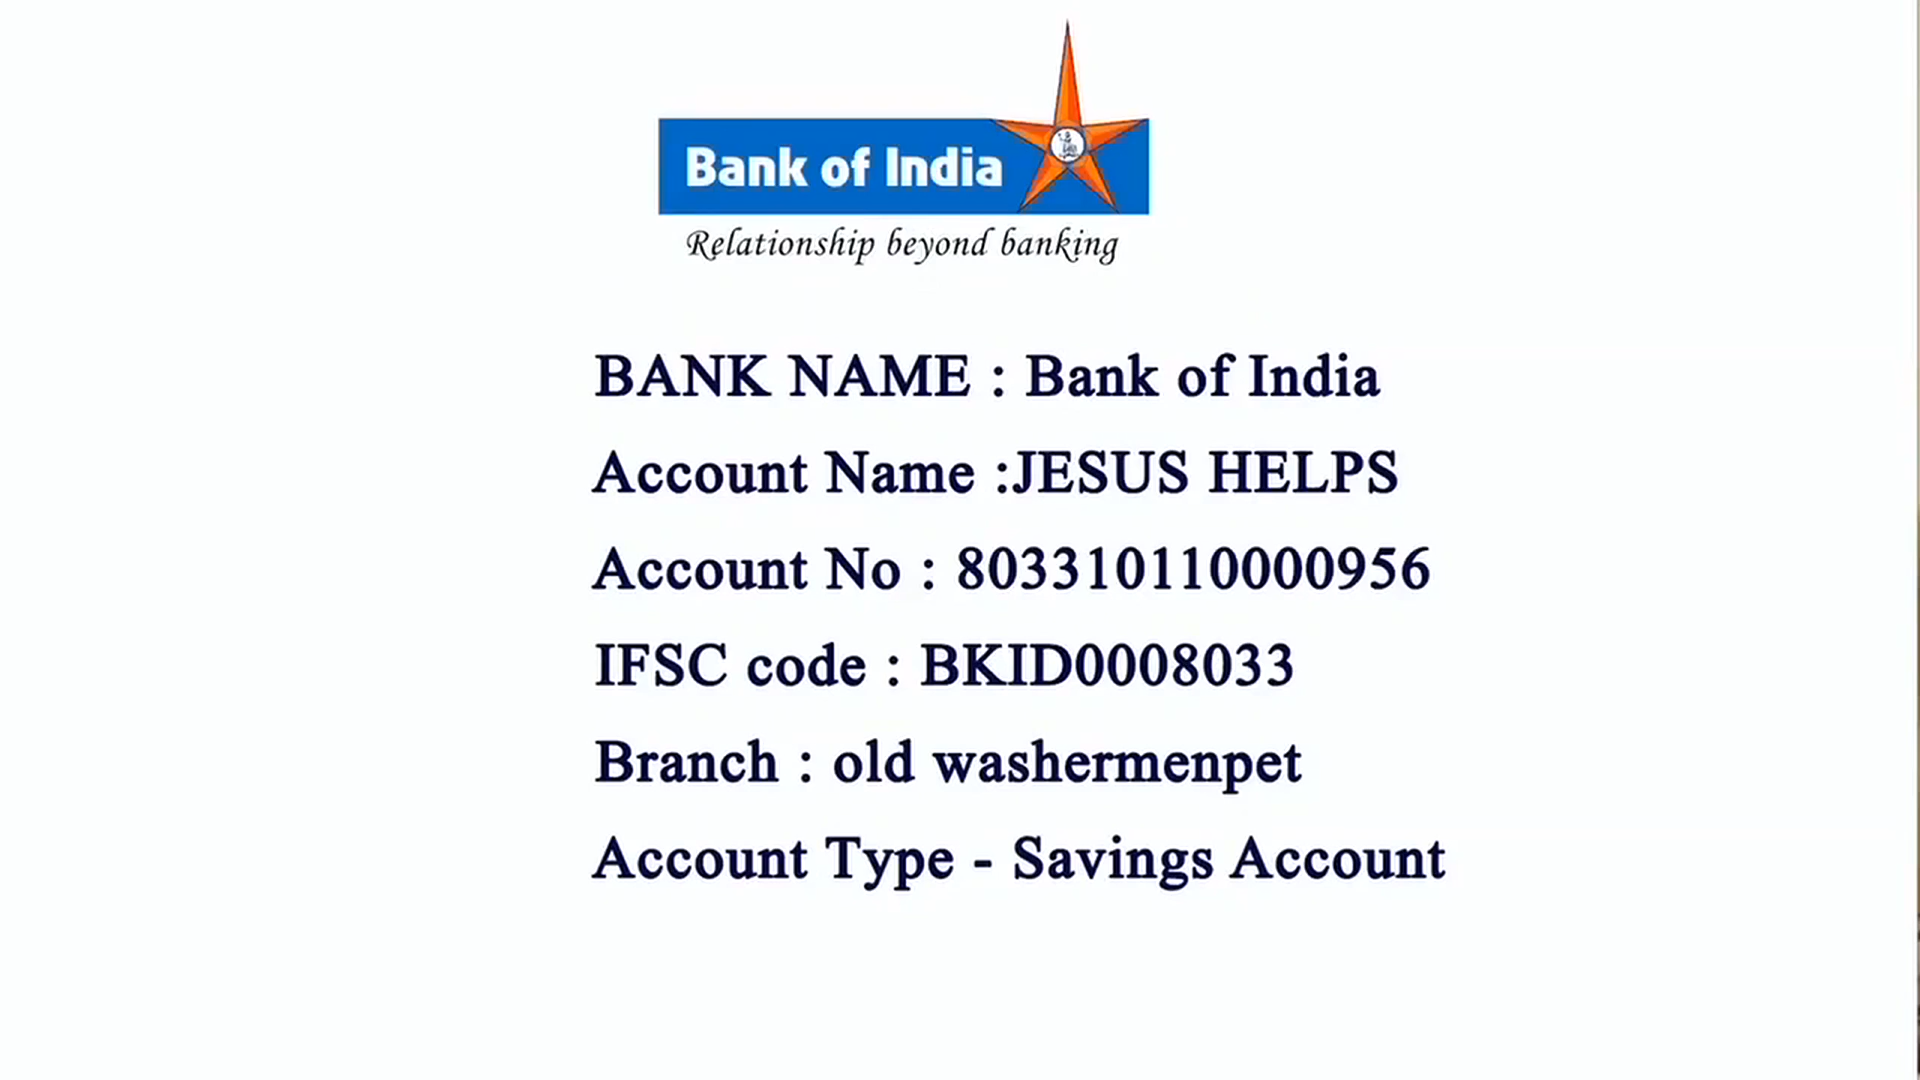 Bank of India
Relationship beyond banking
BANK NAME : Bank of India
Account Name :JESUS HELPS
Account No : 803310110000956
IFSC code : BKID0008033
Branch : old washermenpet
Account Type - Savings Account